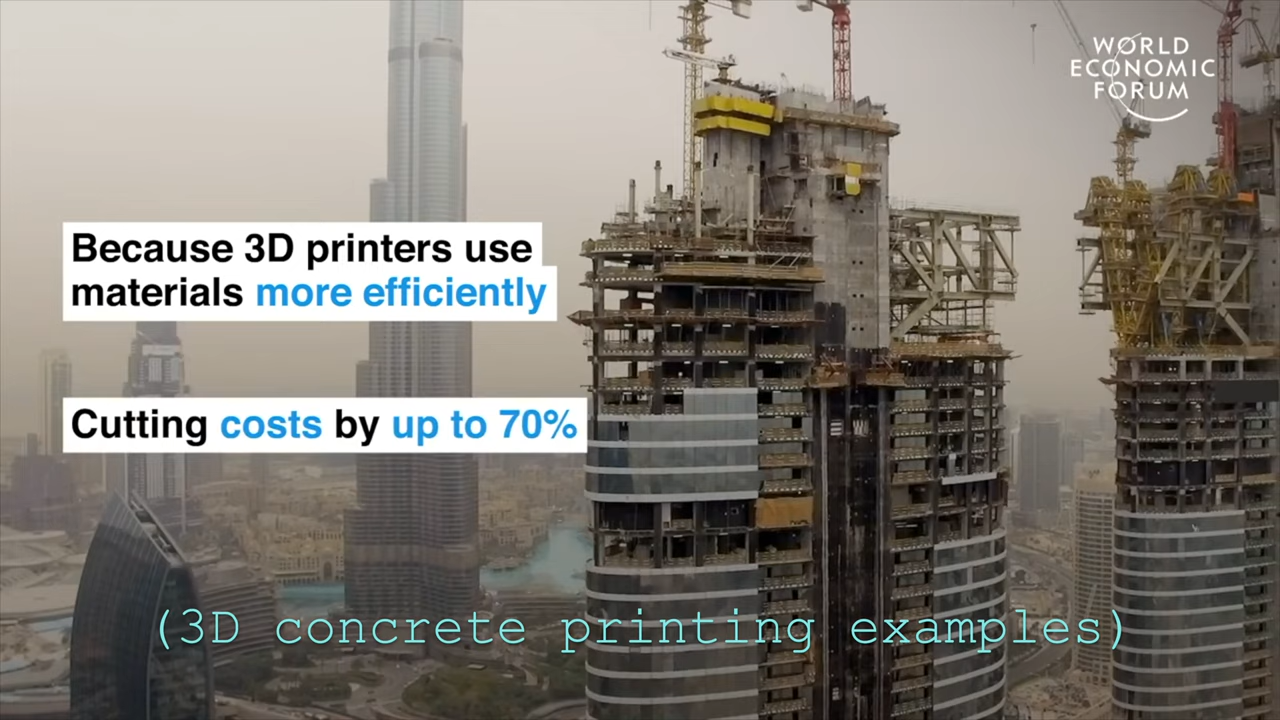 WORLD
ECONOMIC
FORUM
Because 3D printers use
materials more efficiently
Cutting costs by up to 70%
(3D concrete printing examples)